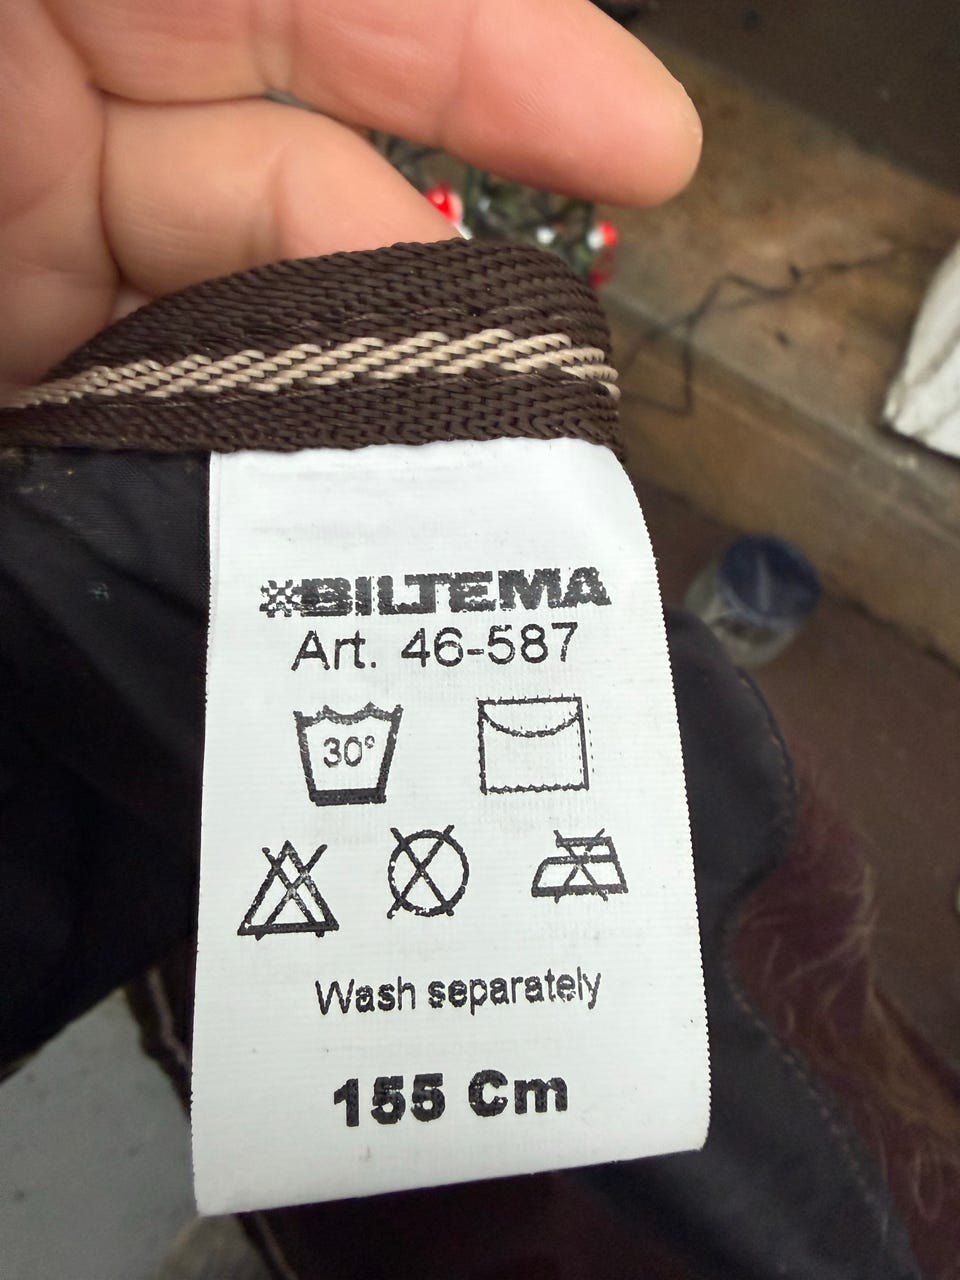 BILTEMA
Art. 46-587
30°
Wash separately
155 Cm